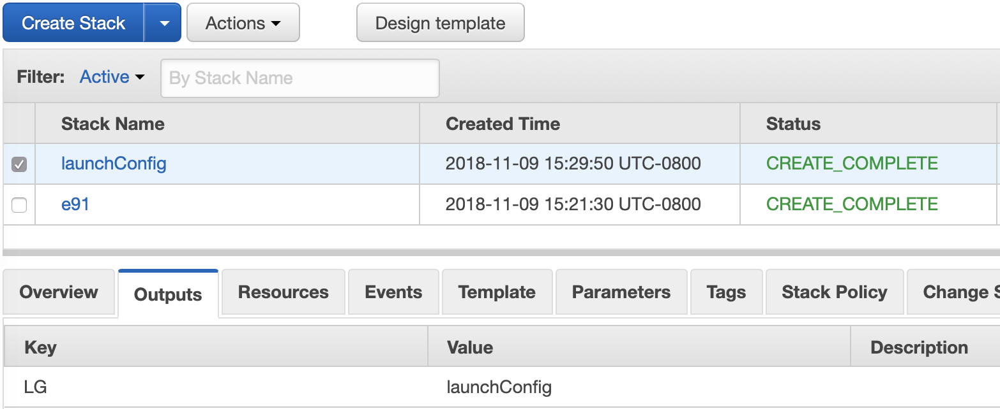 Create Stack Actions Design template
Filter: Active By Stack Name
Stack Name Created Time Status
launchConfig 2018-11-09 15:29:50 UTC-0800 CREATE_COMPLETE
e91 2018-11-09 15:21:30 UTC-0800 CREATE_COMPLETE
Overview Outputs Resources Events Template Parameters Tags Stack Policy Change S
Key Value Description
LG launchConfig